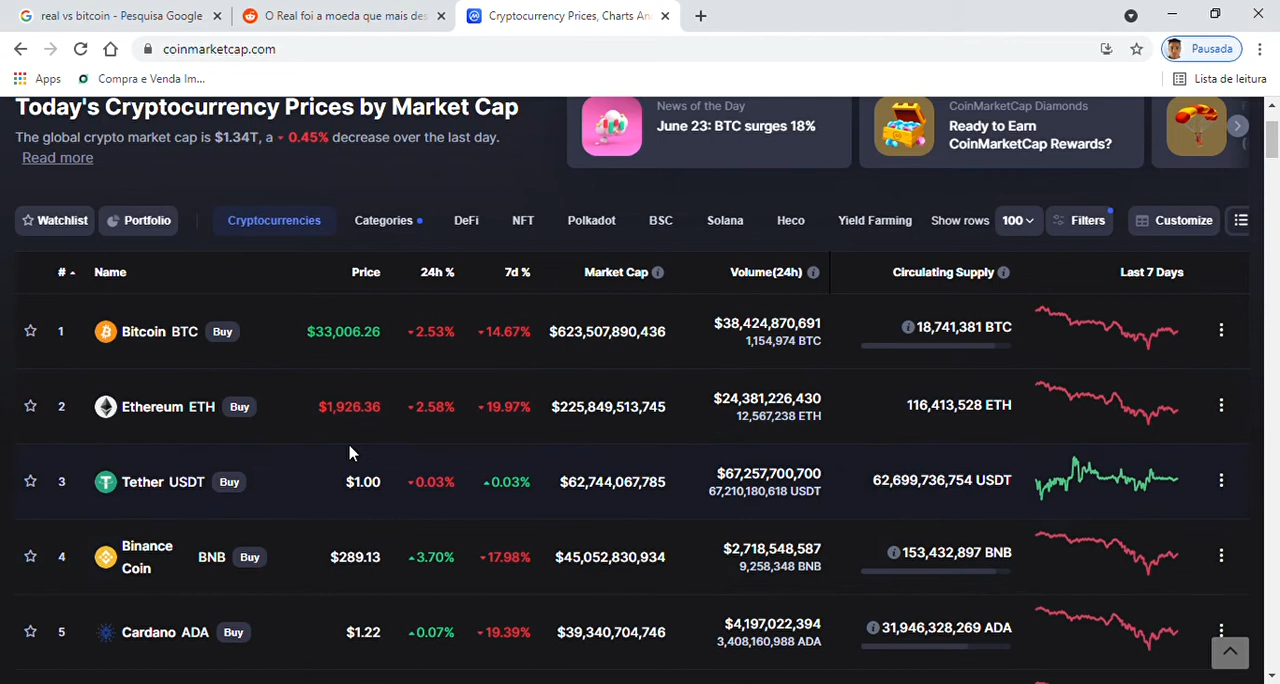 real vs bitcoin - Pesquisa Google
O Real foi a moeda que mais des
Cryptocurrency Prices, Charts An
coinmarketcap.com
Pausada
Apps
Compra e Venda Im...
Lista de leitura
Today's Cryptocurrency Prices by Market Cap
The global crypto market cap is $1.34T, a 0.45% decrease over the last day.
Read more
News of the Day
June 23: BTC surges 18%
CoinMarketCap Diamonds
Ready to Earn
CoinMarketCap Rewards?
Watchlist Portfolio Cryptocurrencies Categories DeFi NFT Polkadot BSC Solana Heco Yield Farming Show rows 100 Filters Customize
# Name Price 24h % 7d % Market Cap Volume(24h) Circulating Supply Last 7 Days
1 Bitcoin BTC Buy $33,006.26 2.53% 14.67% $623,507,890,436 $38,424,870,691 18,741,381 BTC
1,154,974 BTC
2 Ethereum ETH Buy $1,926.36 2.58% 19.97% $225,849,513,745 $24,381,226,430 116,413,528 ETH
12,567,238 ETH
3 Tether USDT Buy $1.00 0.03% 0.03% $62,744,067,785 $67,257,700,700 62,699,736,754 USDT
67,210,180,618 USDT
4 Binance Coin BNB Buy $289.13 3.70% 17.98% $45,052,830,934 $2,718,548,587 153,432,897 BNB
9,258,348 BNB
5 Cardano ADA Buy $1.22 0.07% 19.39% $39,340,704,746 $4,197,022,394 31,946,328,269 ADA
3,408,160,988 ADA